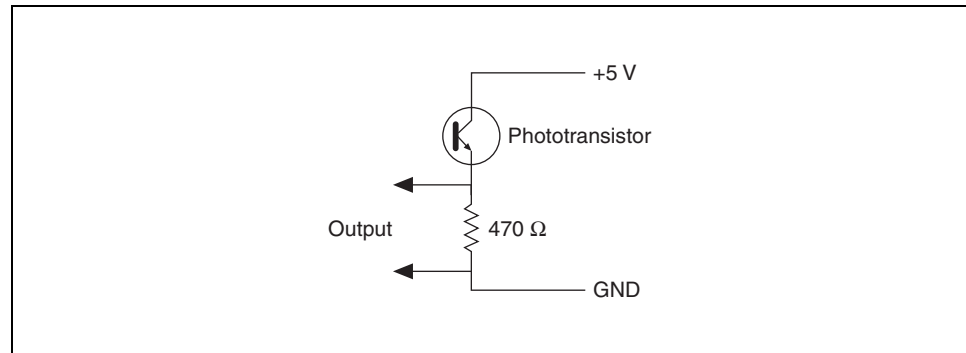 +5 V
Phototransistor
Output
470 Ω
GND